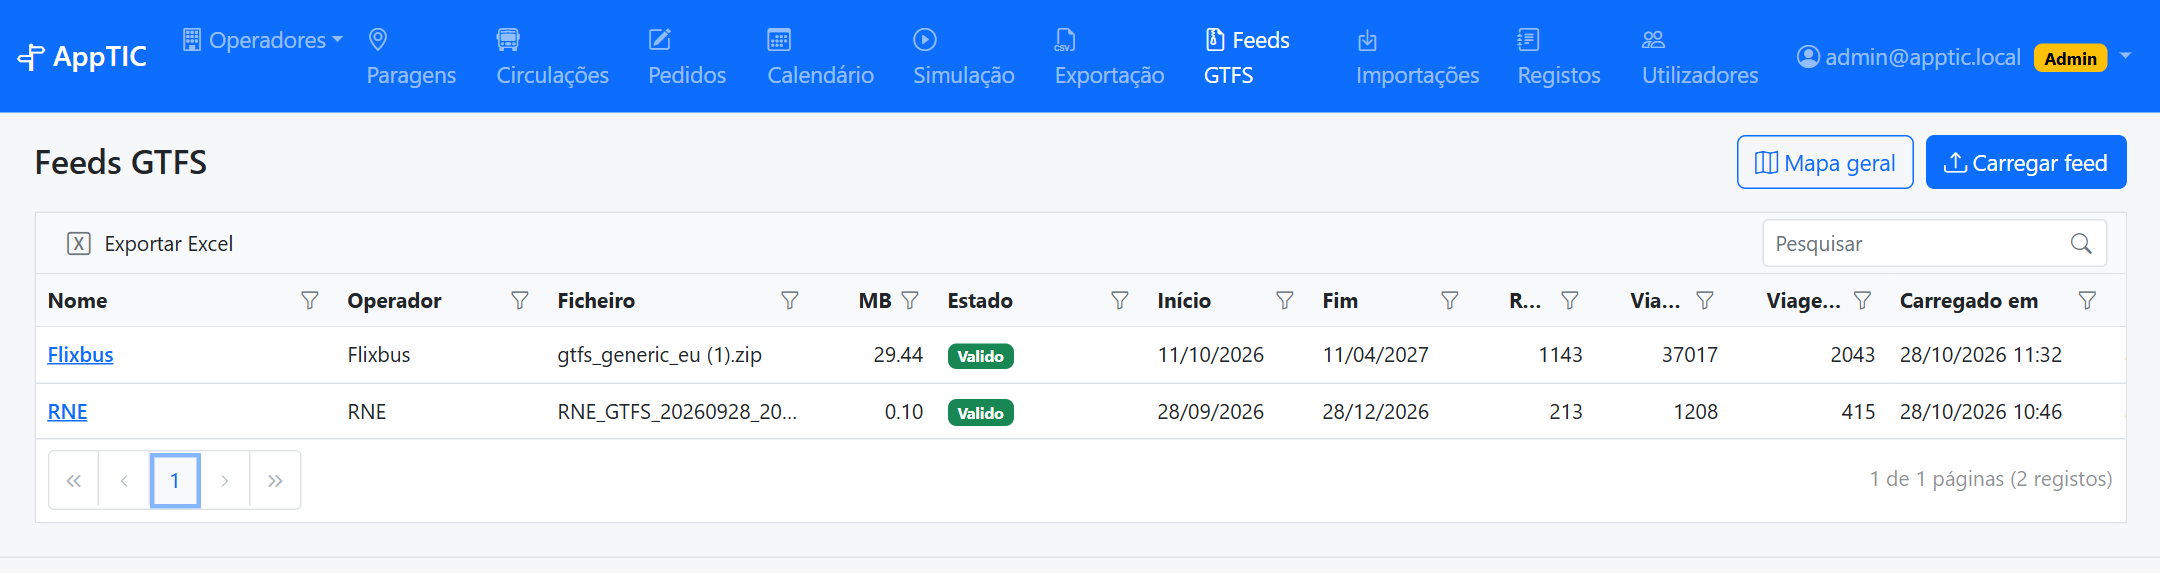 AppTIC
Operadores
Paragens
Circulações
Pedidos
Calendário
Simulação
CSV
Exportação
Feeds GTFS
Importações
Registos
Utilizadores
admin@apptic.local Admin
Feeds GTFS
Mapa geral
Carregar feed
Exportar Excel
Pesquisar
Nome Operador Ficheiro MB Estado Início Fim R... Via... Viage... Carregado em
Flixbus Flixbus gtfs_generic_eu (1).zip 29.44 Valido 11/10/2026 11/04/2027 1143 37017 2043 28/10/2026 11:32
RNE RNE RNE_GTFS_20260928_20... 0.10 Valido 28/09/2026 28/12/2026 213 1208 415 28/10/2026 10:46
« ‹ 1 › »
1 de 1 páginas (2 registos)